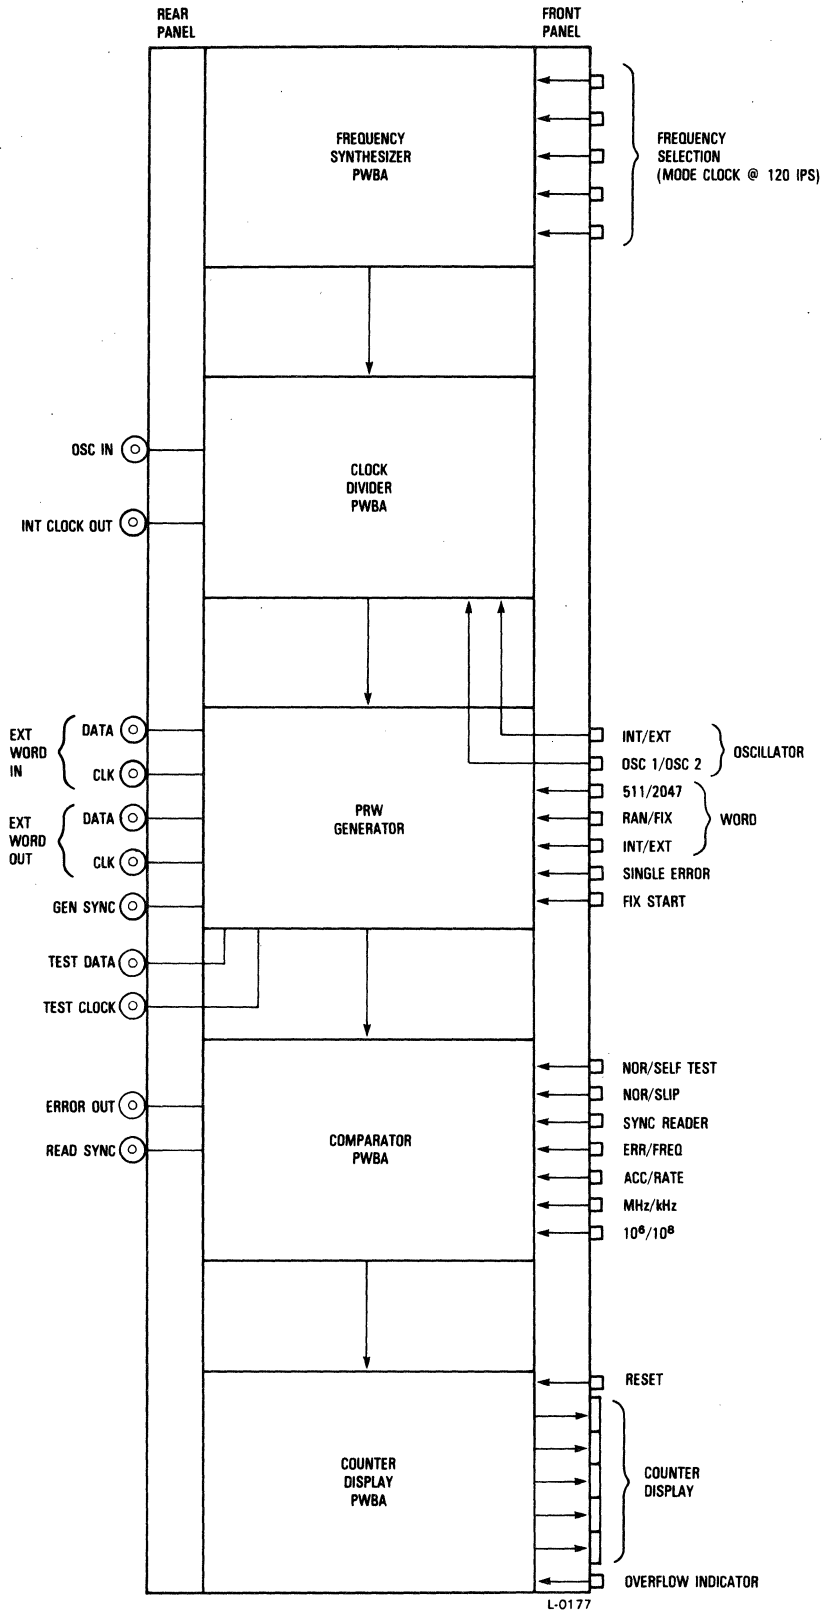 REAR
PANEL
FRONT
PANEL
FREQUENCY
SYNTHESIZER
PWBA
FREQUENCY
SELECTION
(MODE CLOCK @ 120 IPS)
OSC IN
INT CLOCK OUT
CLOCK
DIVIDER
PWBA
EXT
WORD
IN
DATA
CLK
EXT
WORD
OUT
DATA
CLK
GEN SYNC
TEST DATA
TEST CLOCK
PRW
GENERATOR
INT/EXT
OSC 1/OSC 2
OSCILLATOR
511/2047
RAN/FIX
INT/EXT
WORD
SINGLE ERROR
FIX START
ERROR OUT
READ SYNC
COMPARATOR
PWBA
NOR/SELF TEST
NOR/SLIP
SYNC READER
ERR/FREQ
ACC/RATE
MHz/kHz
10⁶/10⁸
COUNTER
DISPLAY
PWBA
RESET
COUNTER
DISPLAY
OVERFLOW INDICATOR
L-0177